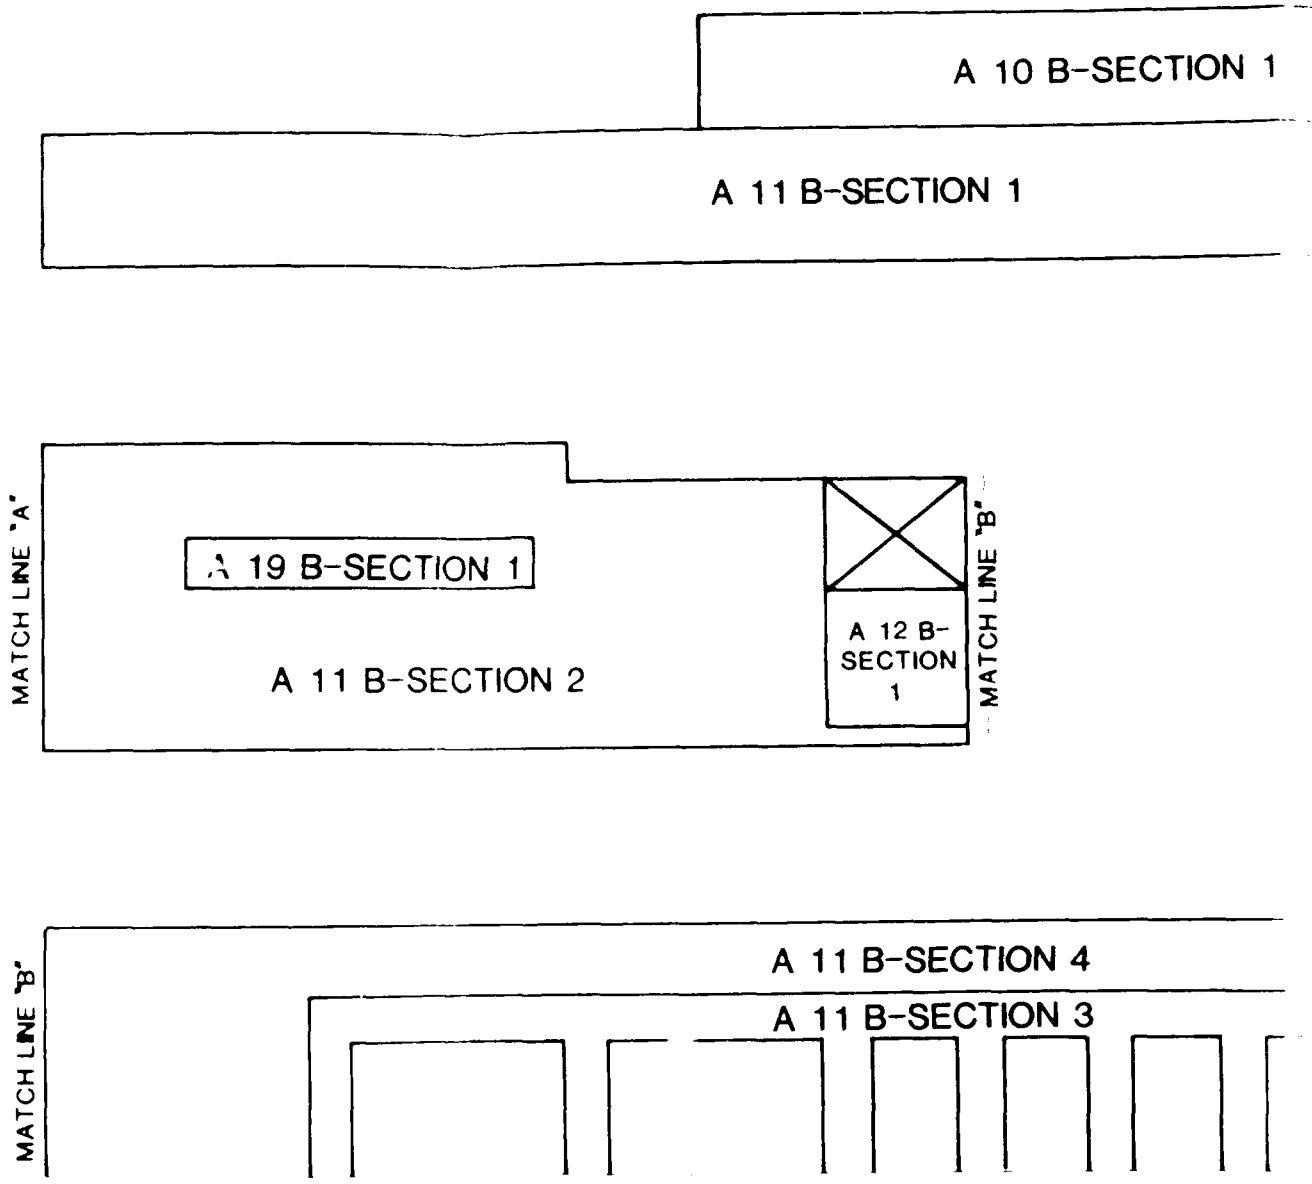 A 10 B-SECTION 1
A 11 B-SECTION 1
MATCH LINE "A"
A 19 B-SECTION 1
A 11 B-SECTION 2
A 12 B-
SECTION
1
MATCH LINE "B"
MATCH LINE "B"
A 11 B-SECTION 4
A 11 B-SECTION 3